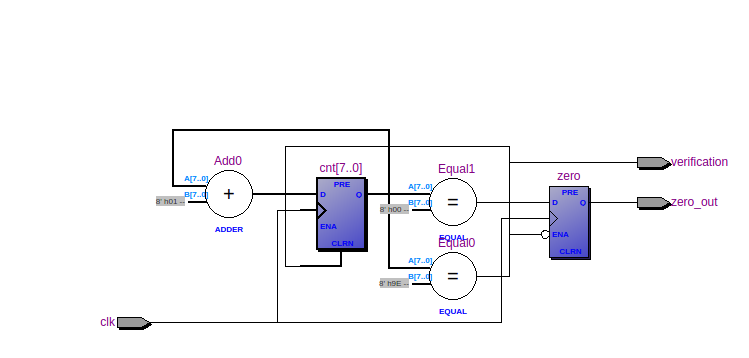 verification
Add0
cnt[7..0]
Equal1
zero
A[7..0]
B[7..0]
8' h01 --
+
ADDER
PRE
D
Q
ENA
CLRN
A[7..0]
B[7..0]
8' h00 --
=
EQUAL
PRE
D
Q
ENA
CLRN
zero_out
Equal0
A[7..0]
B[7..0]
8' h9E --
=
EQUAL
clk